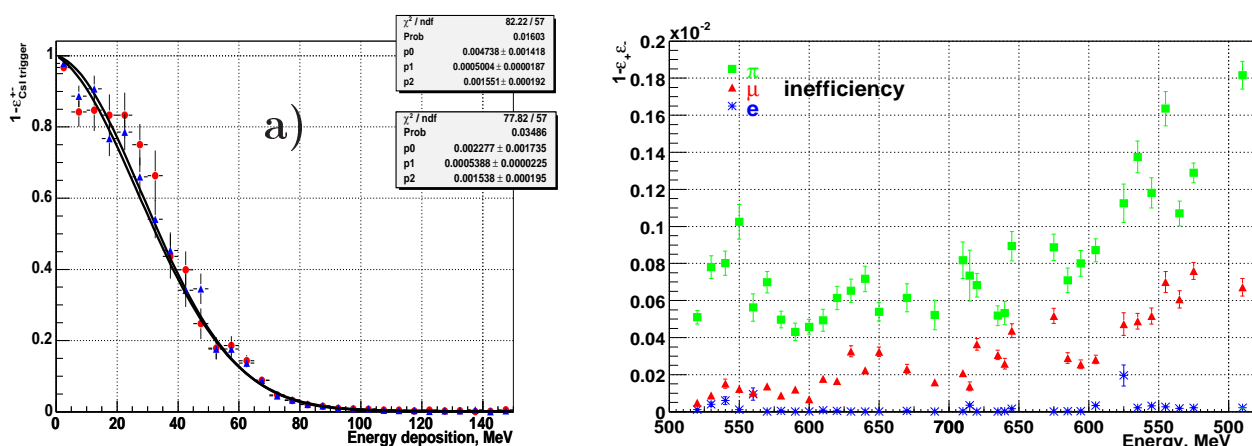 χ² / ndf 82.22 / 57
Prob 0.01603
p0 0.004738 ± 0.001418
p1 0.0005004 ± 0.0000187
p2 0.001551 ± 0.000192
χ² / ndf 77.82 / 57
Prob 0.03486
p0 0.002277 ± 0.001735
p1 0.0005388 ± 0.0000225
p2 0.001538 ± 0.000195
a)
1-ε⁺⁻CsI trigger
1
0.8
0.6
0.4
0.2
0
0 20 40 60 80 100 120 140
Energy deposition, MeV
×10⁻²
1-ε₊ε₋
0.2
0.18
0.16
0.14
0.12
0.1
0.08
0.06
0.04
0.02
0
π
μ inefficiency
e
500 550 600 650 700 650 600 550 500
Energy, MeV